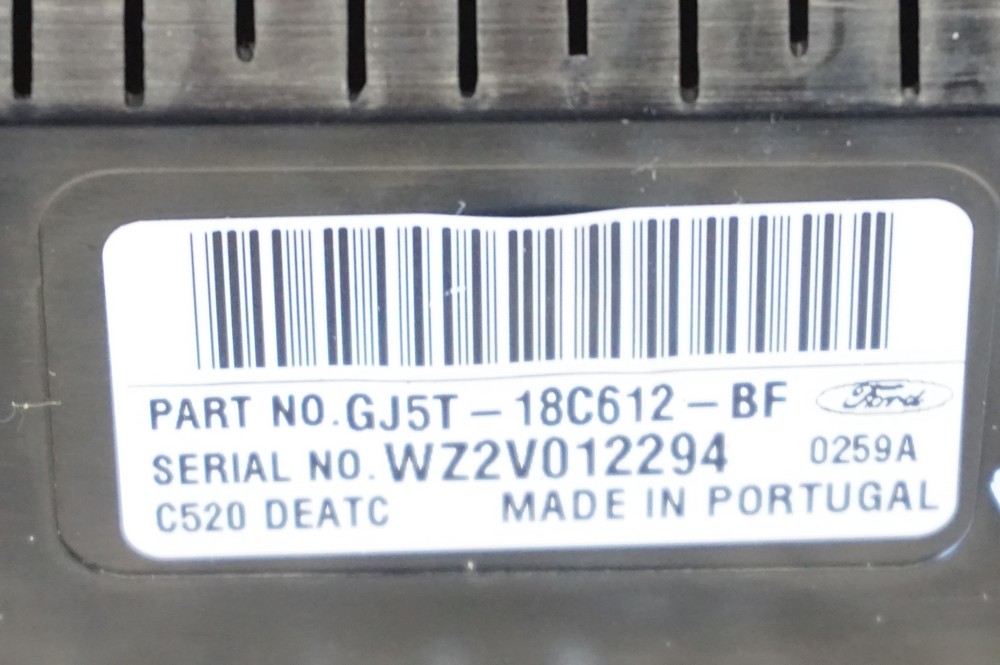 PART NO. GJ5T-18C612-BF Ford
SERIAL NO. WZ2V012294 0259A
C520 DEATC MADE IN PORTUGAL